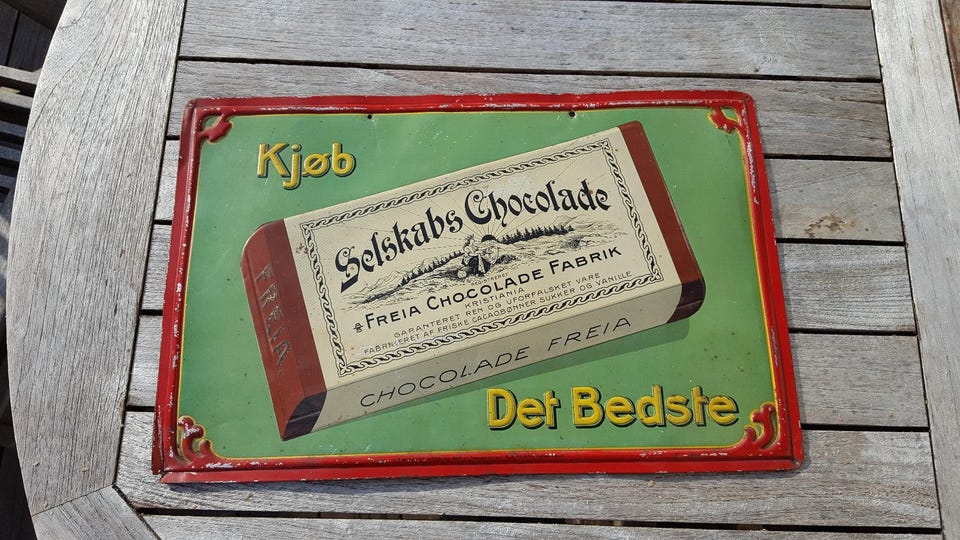 Kjøb
Selskabs Chocolade
REGISTRERET
FREIA CHOCOLADE FABRIK
KRISTIANIA
GARANTERET REN OG UFORFALSKET VARE
FABRIKERET AF FRISKE CACAOBØNNER SUKKER OG VANILLE
FREIA.
CHOCOLADE FREIA
Det Bedste